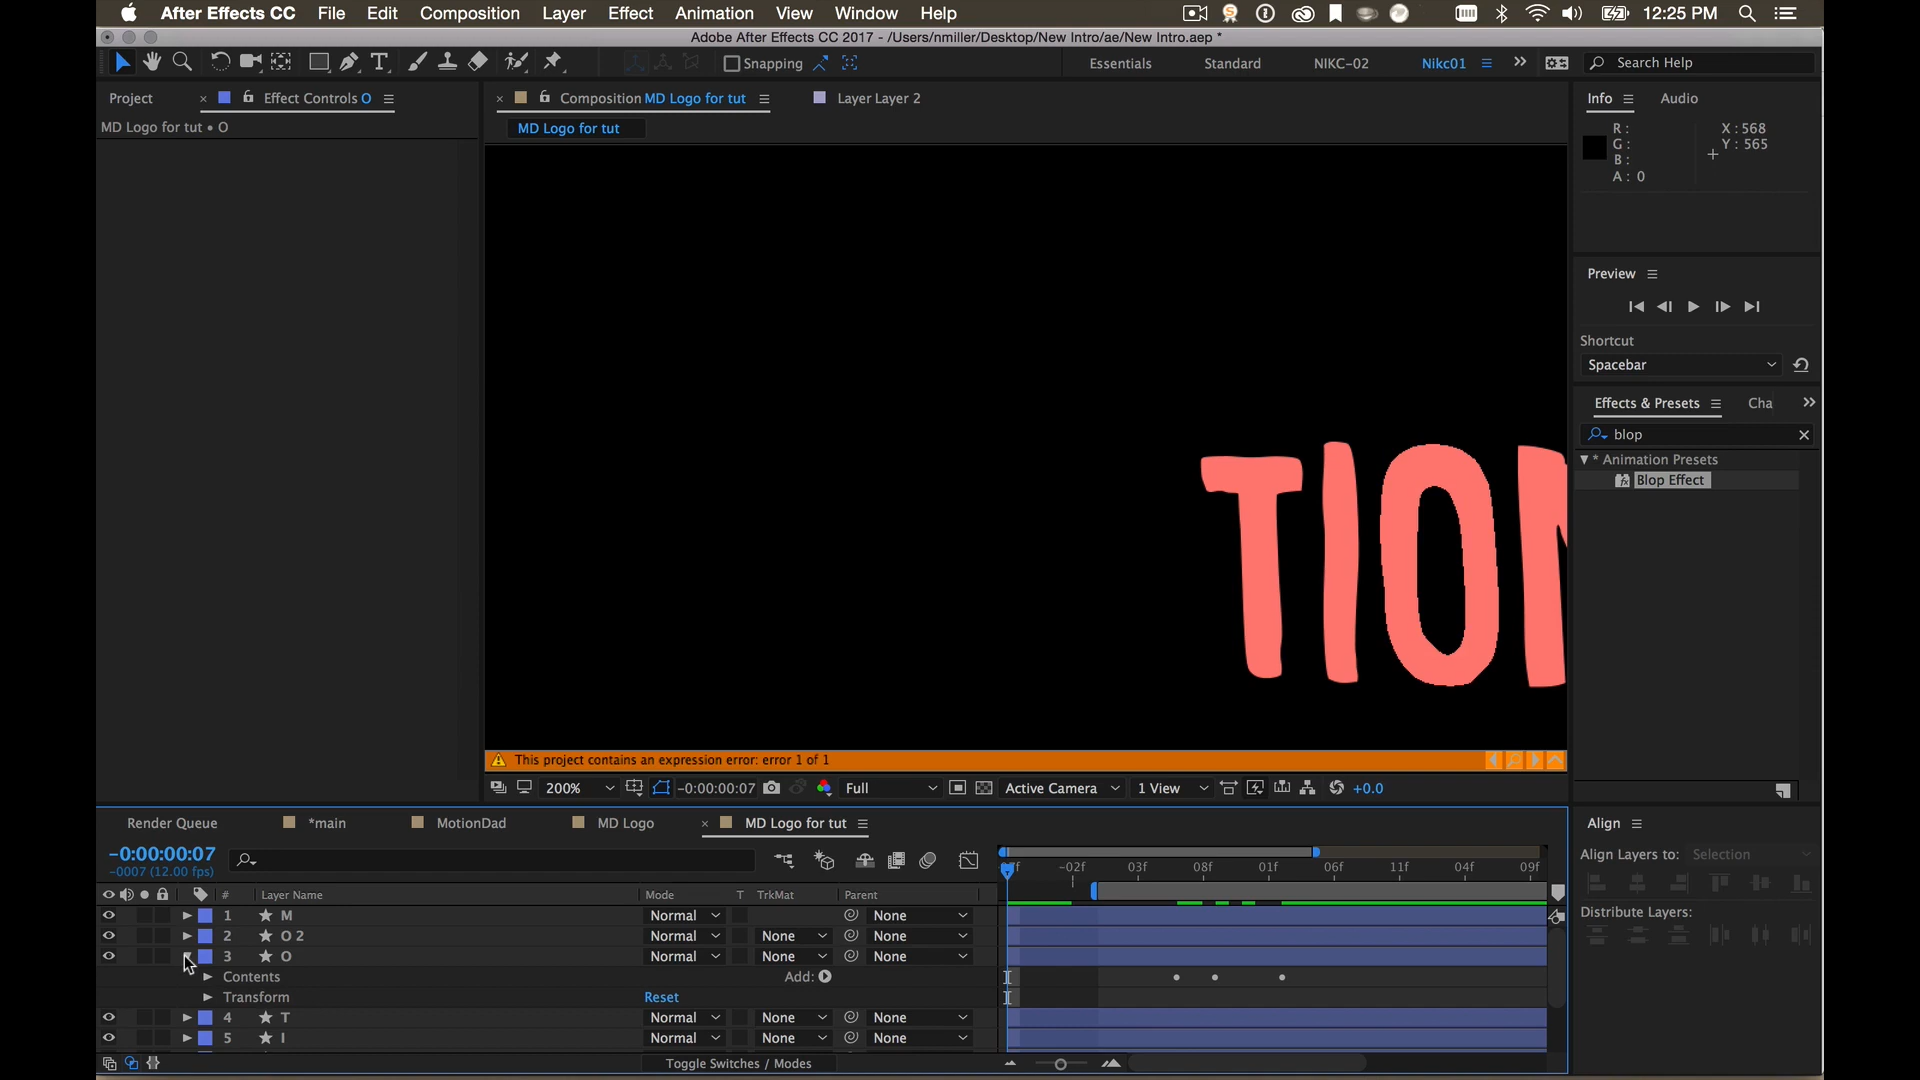 After Effects CC File Edit Composition Layer Effect Animation View Window Help 12:25 PM
Adobe After Effects CC 2017 - /Users/nmiller/Desktop/New Intro/ae/New Intro.aep *
Snapping Essentials Standard NIKC-02 Nikc01 Search Help
Project Effect Controls O Composition MD Logo for tut Layer Layer 2 Info Audio
MD Logo for tut • O
MD Logo for tut
R :
G :
B :
A : 0
X : 568
Y : 565
TION
Preview
Shortcut
Spacebar
Effects & Presets Cha
blop
* Animation Presets
Blop Effect
This project contains an expression error: error 1 of 1
200% -0:00:00:07 Full Active Camera 1 View +0.0
Render Queue *main MotionDad MD Logo MD Logo for tut
-0:00:00:07
-0007 (12.00 fps)
-02f 03f 08f 01f 06f 11f 04f 09f
# Layer Name Mode T TrkMat Parent
1 M Normal None
2 O 2 Normal None None
3 O Normal None None
Contents Add:
Transform Reset
4 T Normal None None
5 I Normal None None
Toggle Switches / Modes
Align
Align Layers to: Selection
Distribute Layers: